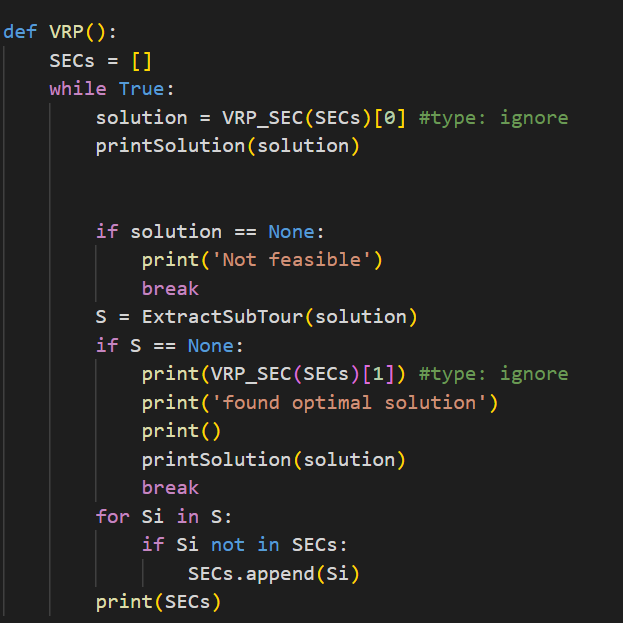 def VRP():
    SECs = []
    while True:
        solution = VRP_SEC(SECs)[0] #type: ignore
        printSolution(solution)
        if solution == None:
            print('Not feasible')
            break
        S = ExtractSubTour(solution)
        if S == None:
            print(VRP_SEC(SECs)[1]) #type: ignore
            print('found optimal solution')
            print()
            printSolution(solution)
            break
        for Si in S:
            if Si not in SECs:
                SECs.append(Si)
        print(SECs)